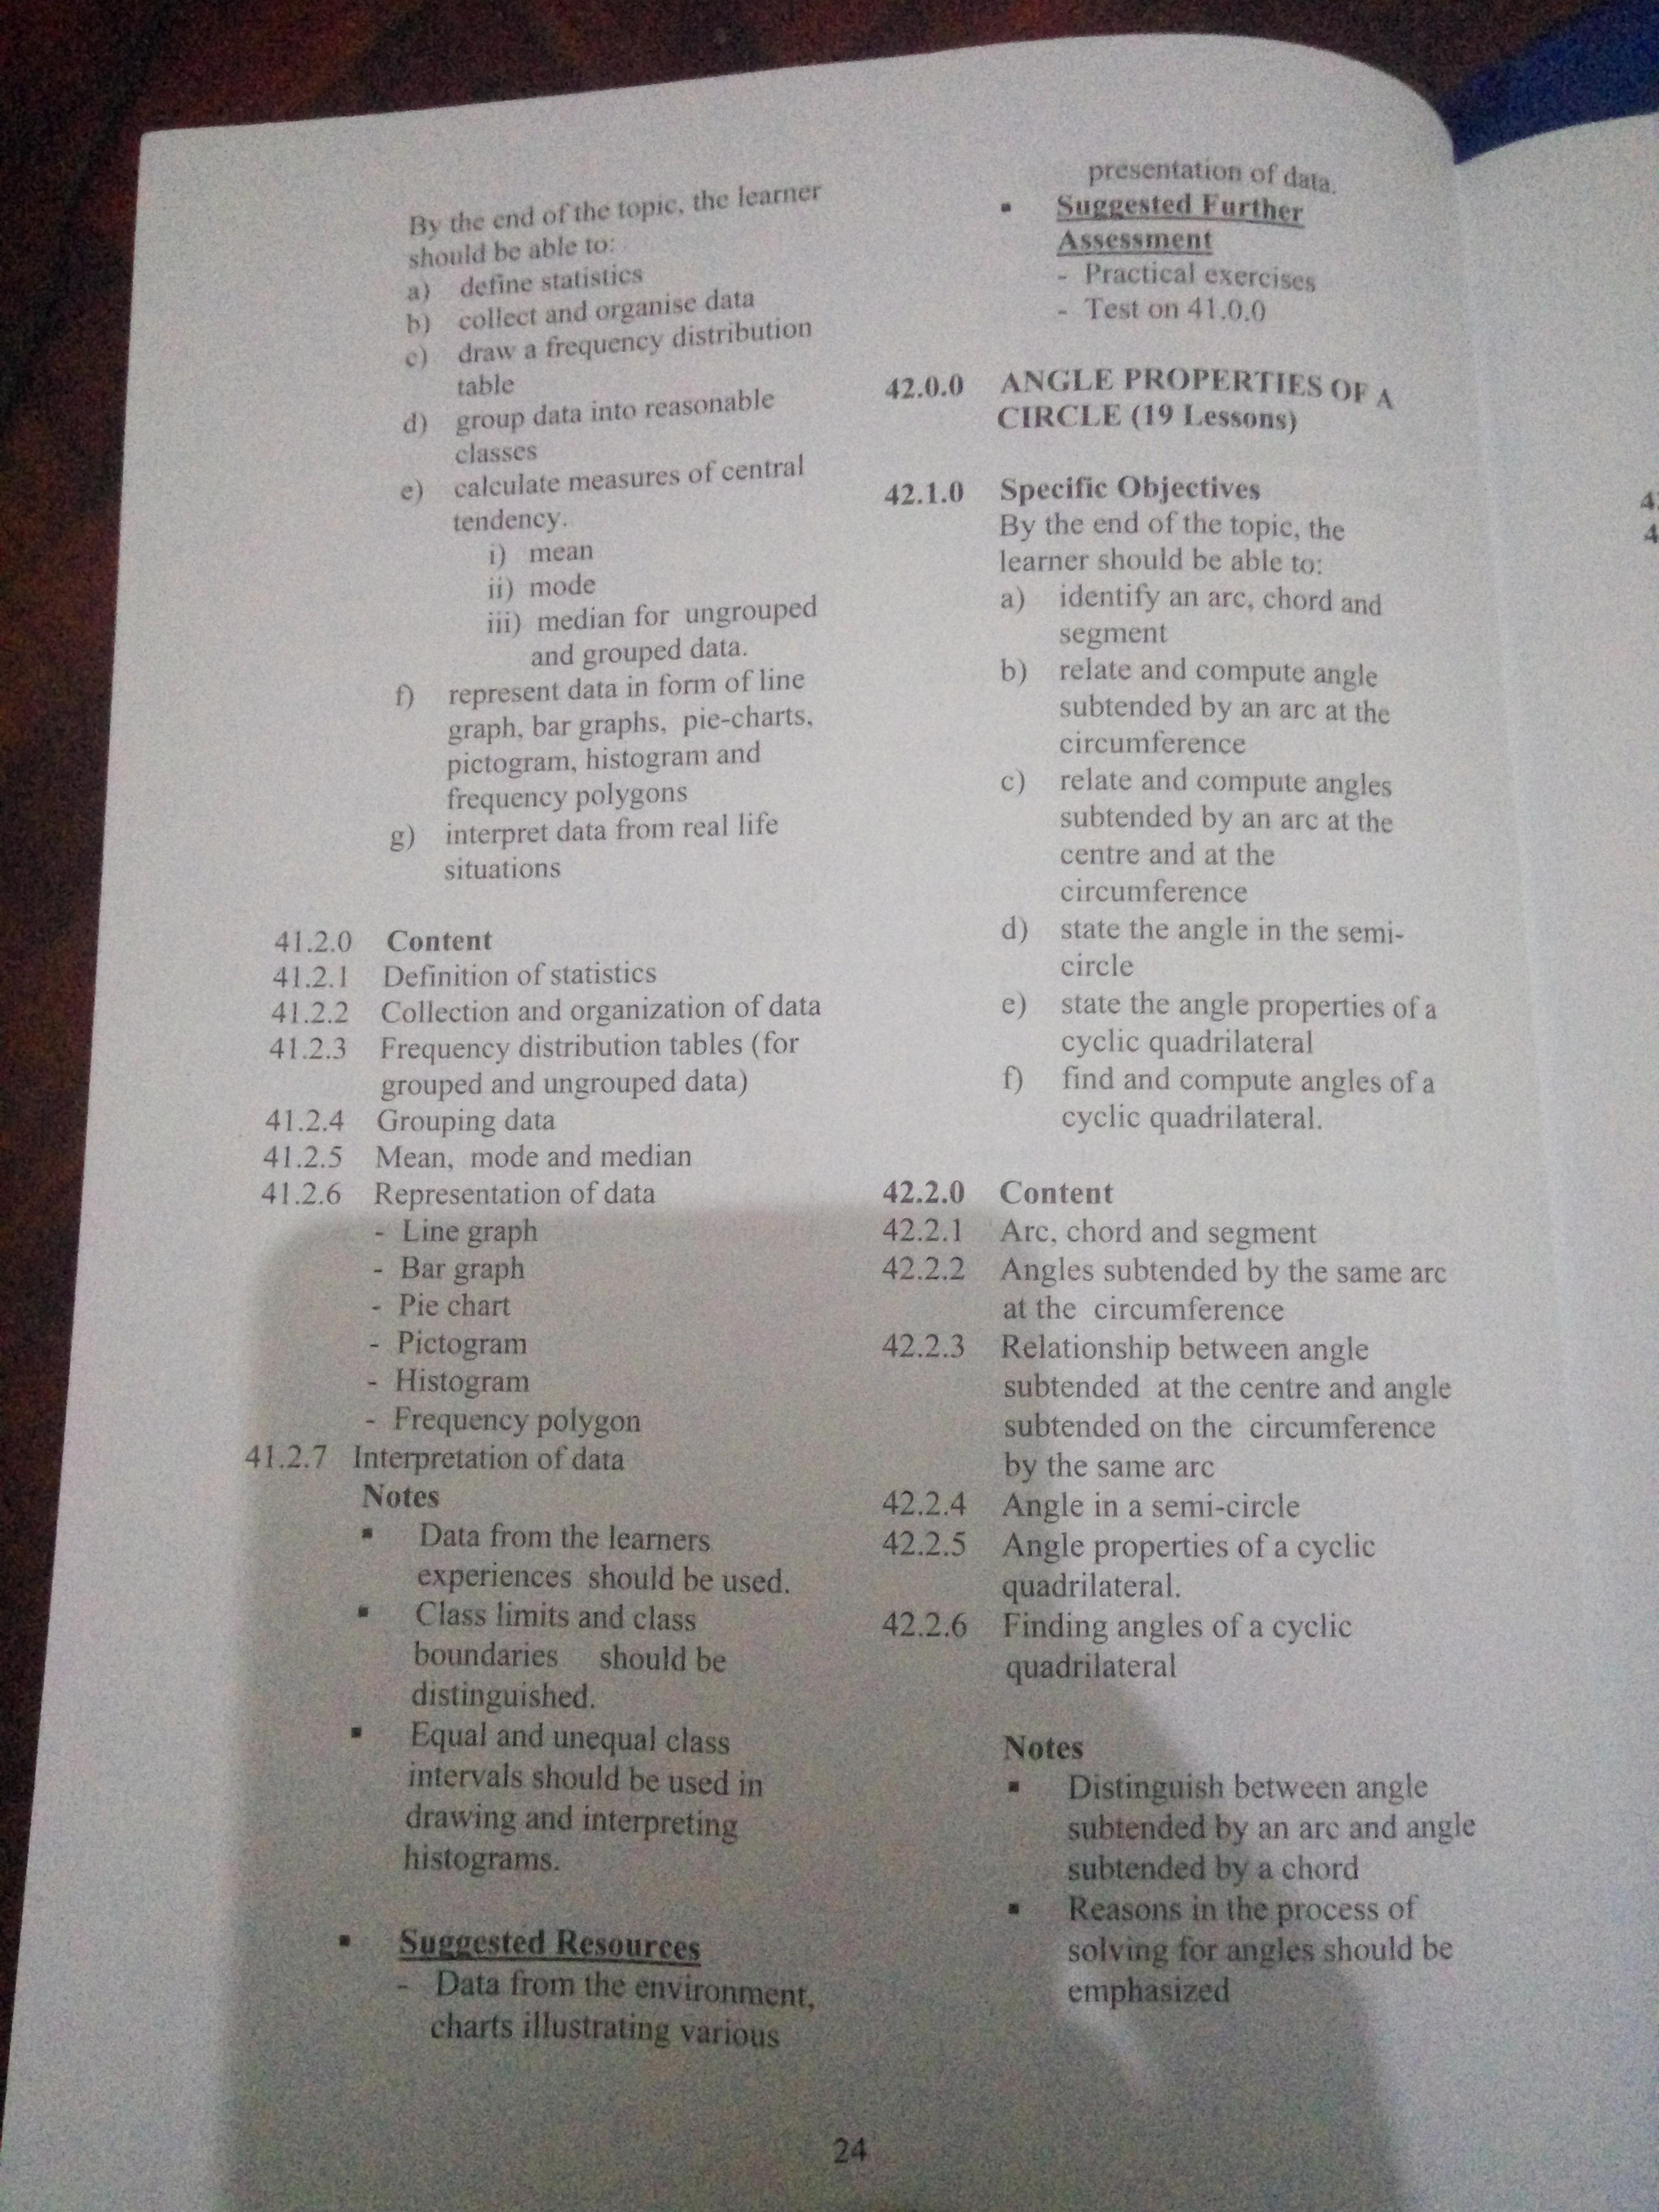 By the end of the topic, the learner
should be able to:
a) define statistics
b) collect and organise data
c) draw a frequency distribution
table
d) group data into reasonable
classes
e) calculate measures of central
tendency.
i) mean
ii) mode
iii) median for ungrouped
and grouped data.
f) represent data in form of line
graph, bar graphs, pie-charts,
pictogram, histogram and
frequency polygons
g) interpret data from real life
situations
41.2.0 Content
41.2.1 Definition of statistics
41.2.2 Collection and organization of data
41.2.3 Frequency distribution tables (for
grouped and ungrouped data)
41.2.4 Grouping data
41.2.5 Mean, mode and median
41.2.6 Representation of data
- Line graph
- Bar graph
- Pie chart
- Pictogram
- Histogram
- Frequency polygon
41.2.7 Interpretation of data
Notes
▪ Data from the learners
experiences should be used.
▪ Class limits and class
boundaries should be
distinguished.
▪ Equal and unequal class
intervals should be used in
drawing and interpreting
histograms.
▪ Suggested Resources
- Data from the environment,
charts illustrating various
presentation of data.
▪ Suggested Further
Assessment
- Practical exercises
- Test on 41.0.0
42.0.0 ANGLE PROPERTIES OF A
CIRCLE (19 Lessons)
42.1.0 Specific Objectives
By the end of the topic, the
learner should be able to:
a) identify an arc, chord and
segment
b) relate and compute angle
subtended by an arc at the
circumference
c) relate and compute angles
subtended by an arc at the
centre and at the
circumference
d) state the angle in the semi-
circle
e) state the angle properties of a
cyclic quadrilateral
f) find and compute angles of a
cyclic quadrilateral.
42.2.0 Content
42.2.1 Arc, chord and segment
42.2.2 Angles subtended by the same arc
at the circumference
42.2.3 Relationship between angle
subtended at the centre and angle
subtended on the circumference
by the same arc
42.2.4 Angle in a semi-circle
42.2.5 Angle properties of a cyclic
quadrilateral.
42.2.6 Finding angles of a cyclic
quadrilateral
Notes
▪ Distinguish between angle
subtended by an arc and angle
subtended by a chord
▪ Reasons in the process of
solving for angles should be
emphasized
24